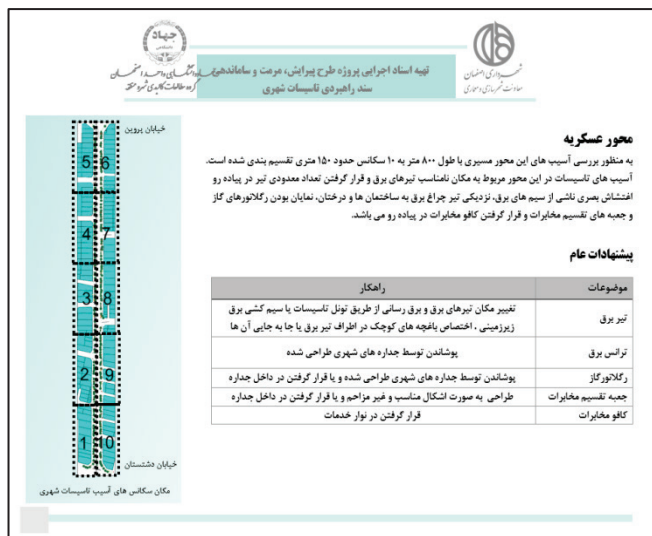 جهاد
تهیه اسناد اجرایی پروژه طرح پیرایش، مرمت و ساماندهی
سند راهبردی تاسیسات شهری
شهرداری اصفهان
معاونت شهرسازی و معماری
محور عسکریه
به منظور بررسی آسیب های این محور مسیری با طول ۸۰۰ متر به ۱۰ سکانس حدود ۱۵۰ متری تقسیم بندی شده است.
آسیب های تاسیسات در این محور مربوط به مکان نامناسب تیرهای برق و قرار گرفتن تعداد معدودی تیر در پیاده رو
اغتشاش بصری ناشی از سیم های برق، نزدیکی تیر چراغ برق به ساختمان ها و درختان، نمایان بودن رگلاتورهای گاز
و جعبه های تقسیم مخابرات و قرار گرفتن کافو مخابرات در پیاده رو می باشد.
پیشنهادات عام
موضوعات راهکار
تیر برق تغییر مکان تیرهای برق و برق رسانی از طریق تونل تاسیسات یا سیم کشی برق
زیرزمینی ، اختصاص باغچه های کوچک در اطراف تیر برق یا جا به جایی آن ها
ترانس برق پوشاندن توسط جداره های شهری طراحی شده
رگلاتورگاز پوشاندن توسط جداره های شهری طراحی شده و یا قرار گرفتن در داخل جداره
جعبه تقسیم مخابرات طراحی به صورت اشکال مناسب و غیر مزاحم و یا قرار گرفتن در داخل جداره
کافو مخابرات قرار گرفتن در نوار خدمات
خیابان پروین
5 6
4 7
3 8
2 9
1 10
خیابان دشتستان
مکان سکانس های آسیب تاسیسات شهری